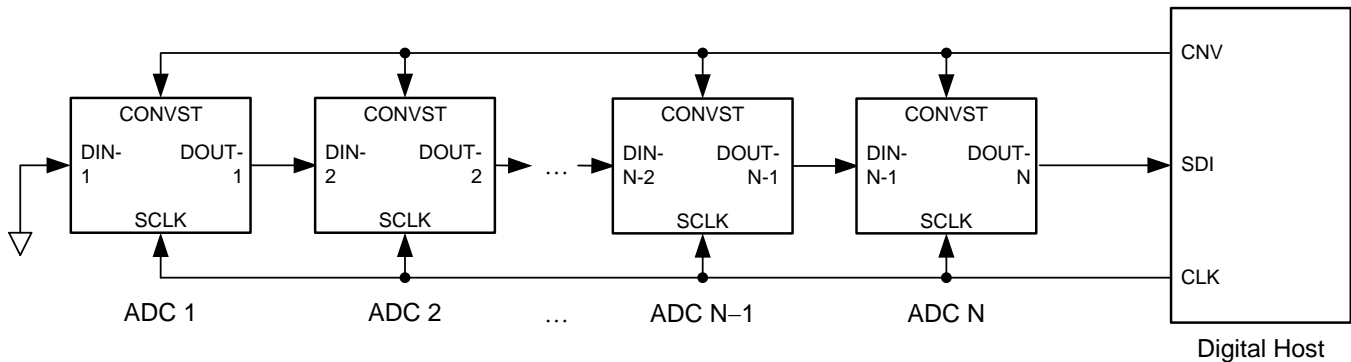 CNV
CONVST CONVST CONVST CONVST
DIN- DOUT- DIN- DOUT- DIN- DOUT- DIN- DOUT- SDI
1 1 2 2 … N-2 N-1 N-1 N
SCLK SCLK SCLK SCLK
CLK
ADC 1 ADC 2 … ADC N–1 ADC N
Digital Host